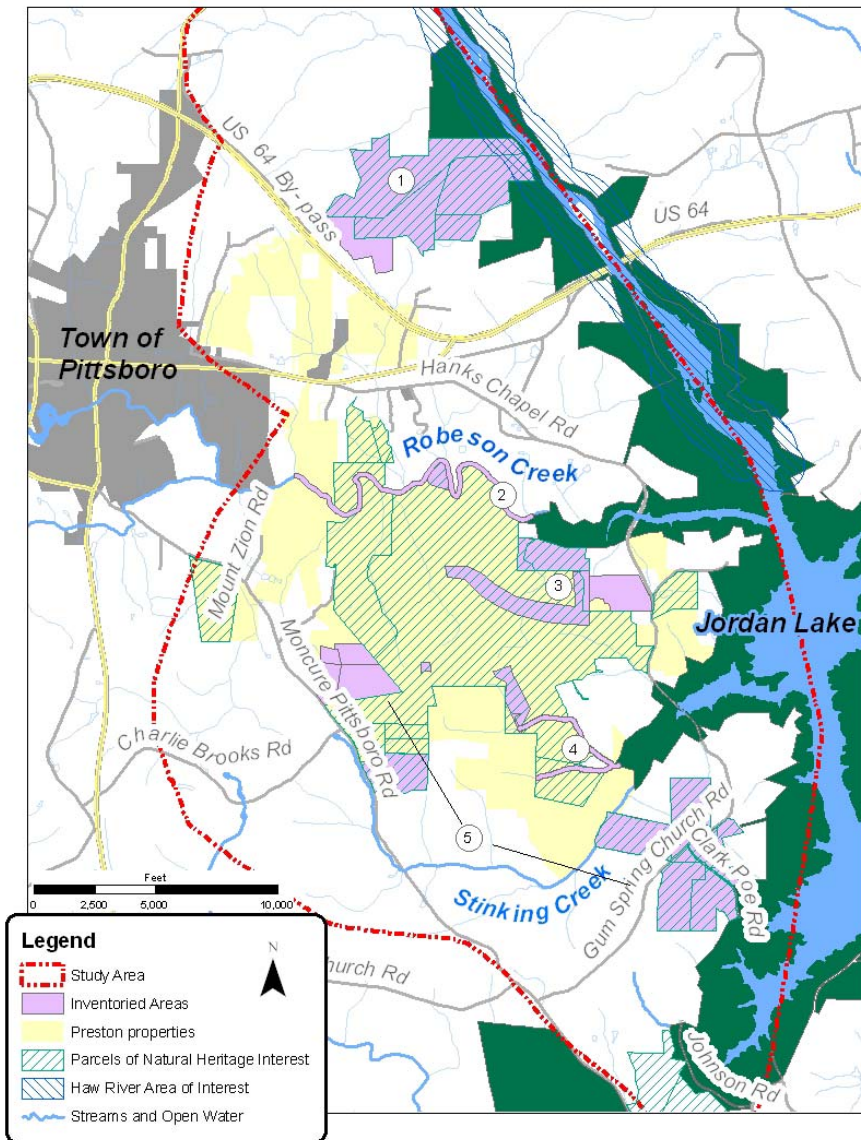 US 64 By-pass
1
US 64
Town of
Pittsboro
Hanks Chapel Rd
Robeson Creek
2
Mount Zion Rd
3
Jordan Lake
Moncure Pittsboro Rd
Charlie Brooks Rd
4
5
Gum Spring Church Rd
Clark Poe Rd
Stinking Creek
Feet
0 2,500 5,000 10,000
hurch Rd
Johnson Rd
Legend
N
Study Area
Inventoried Areas
Preston properties
Parcels of Natural Heritage Interest
Haw River Area of Interest
Streams and Open Water